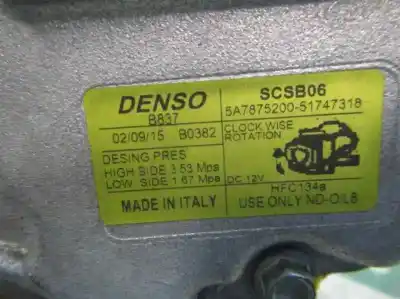 DENSO
B837
02/09/15 B0382
DESING PRES
HIGH SIDE 3.53 Mpa
LOW SIDE 1.67 Mpa
MADE IN ITALY
SCSB06
5A7875200-51747318
CLOCK WISE
ROTATION
DC 12V
HFC134a
USE ONLY ND-OIL8